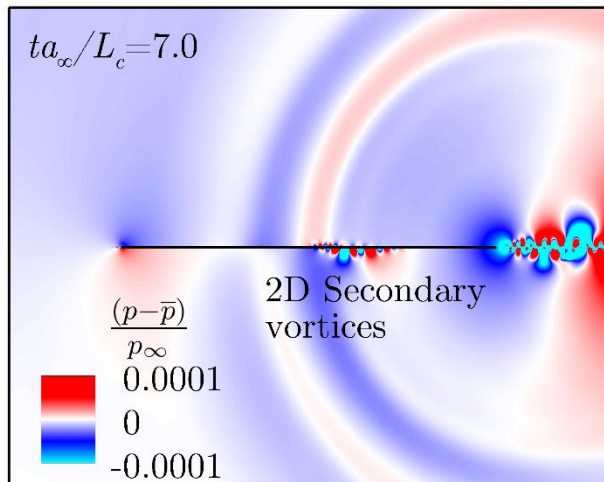 ta∞/Lc=7.0
2D Secondary
vortices
(p−p̅)
p∞
0.0001
0
-0.0001